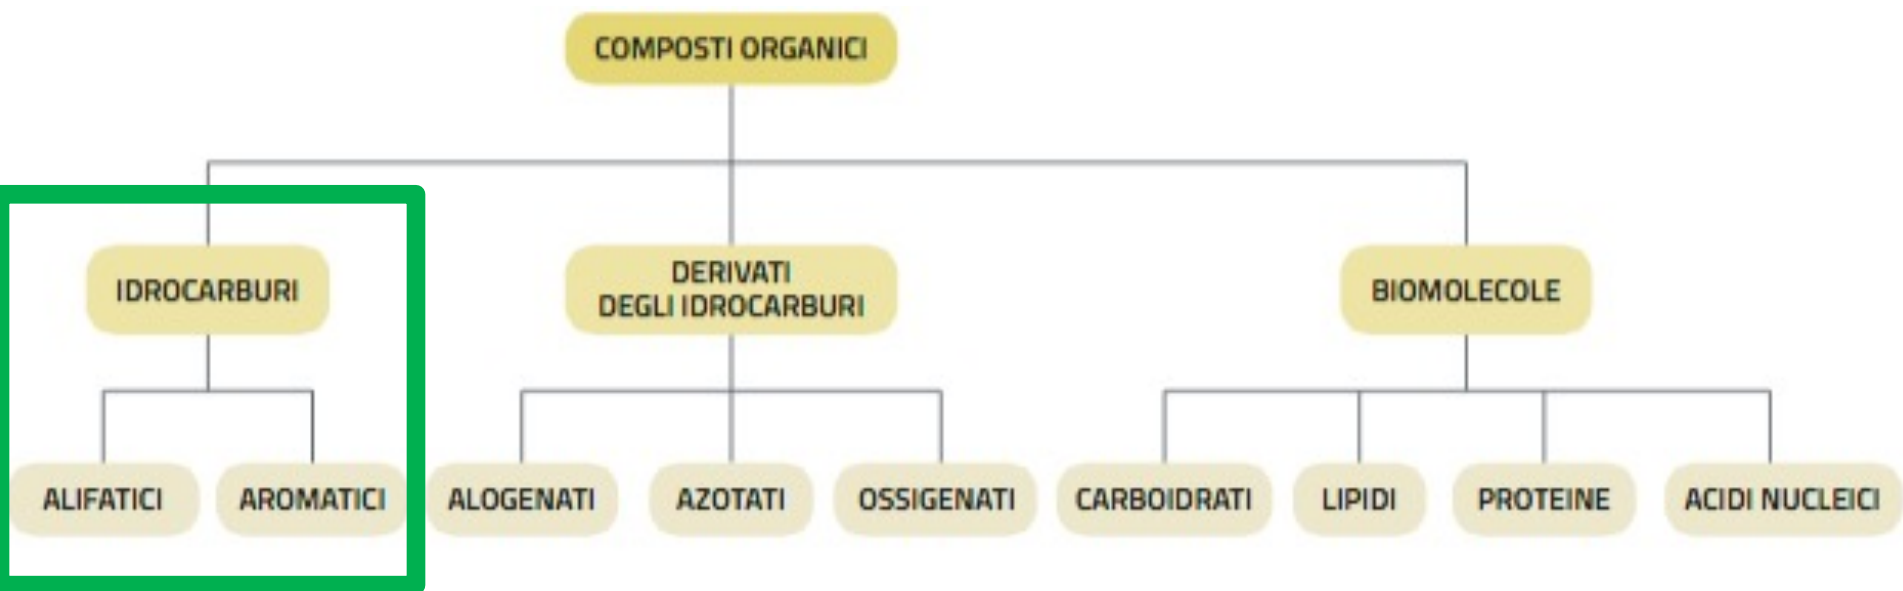 COMPOSTI ORGANICI
IDROCARBURI
DERIVATI
DEGLI IDROCARBURI
BIOMOLECOLE
ALIFATICI
AROMATICI
ALOGENATI
AZOTATI
OSSIGENATI
CARBOIDRATI
LIPIDI
PROTEINE
ACIDI NUCLEICI